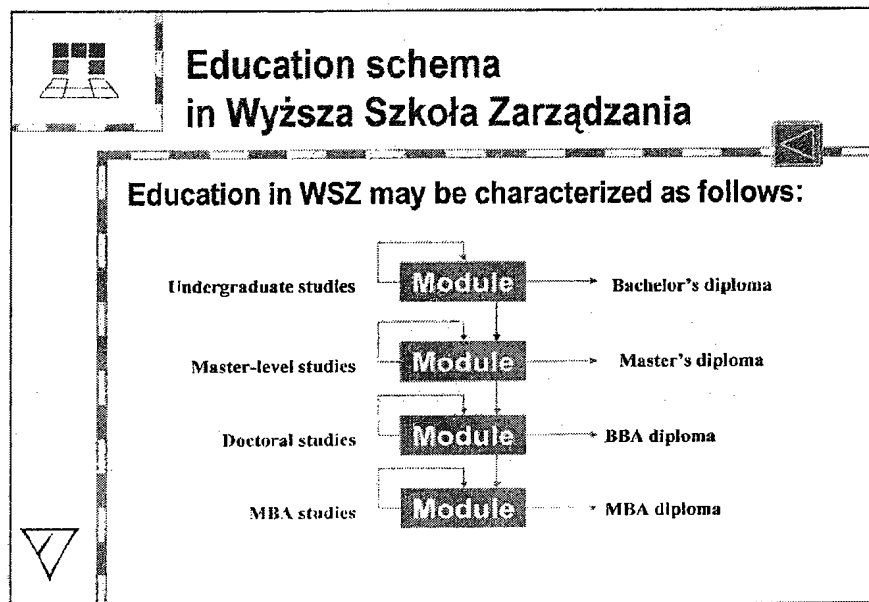 Education schema
in Wyższa Szkoła Zarządzania
Education in WSZ may be characterized as follows:
Undergraduate studies Module Bachelor's diploma
Master-level studies Module Master's diploma
Doctoral studies Module BBA diploma
MBA studies Module MBA diploma